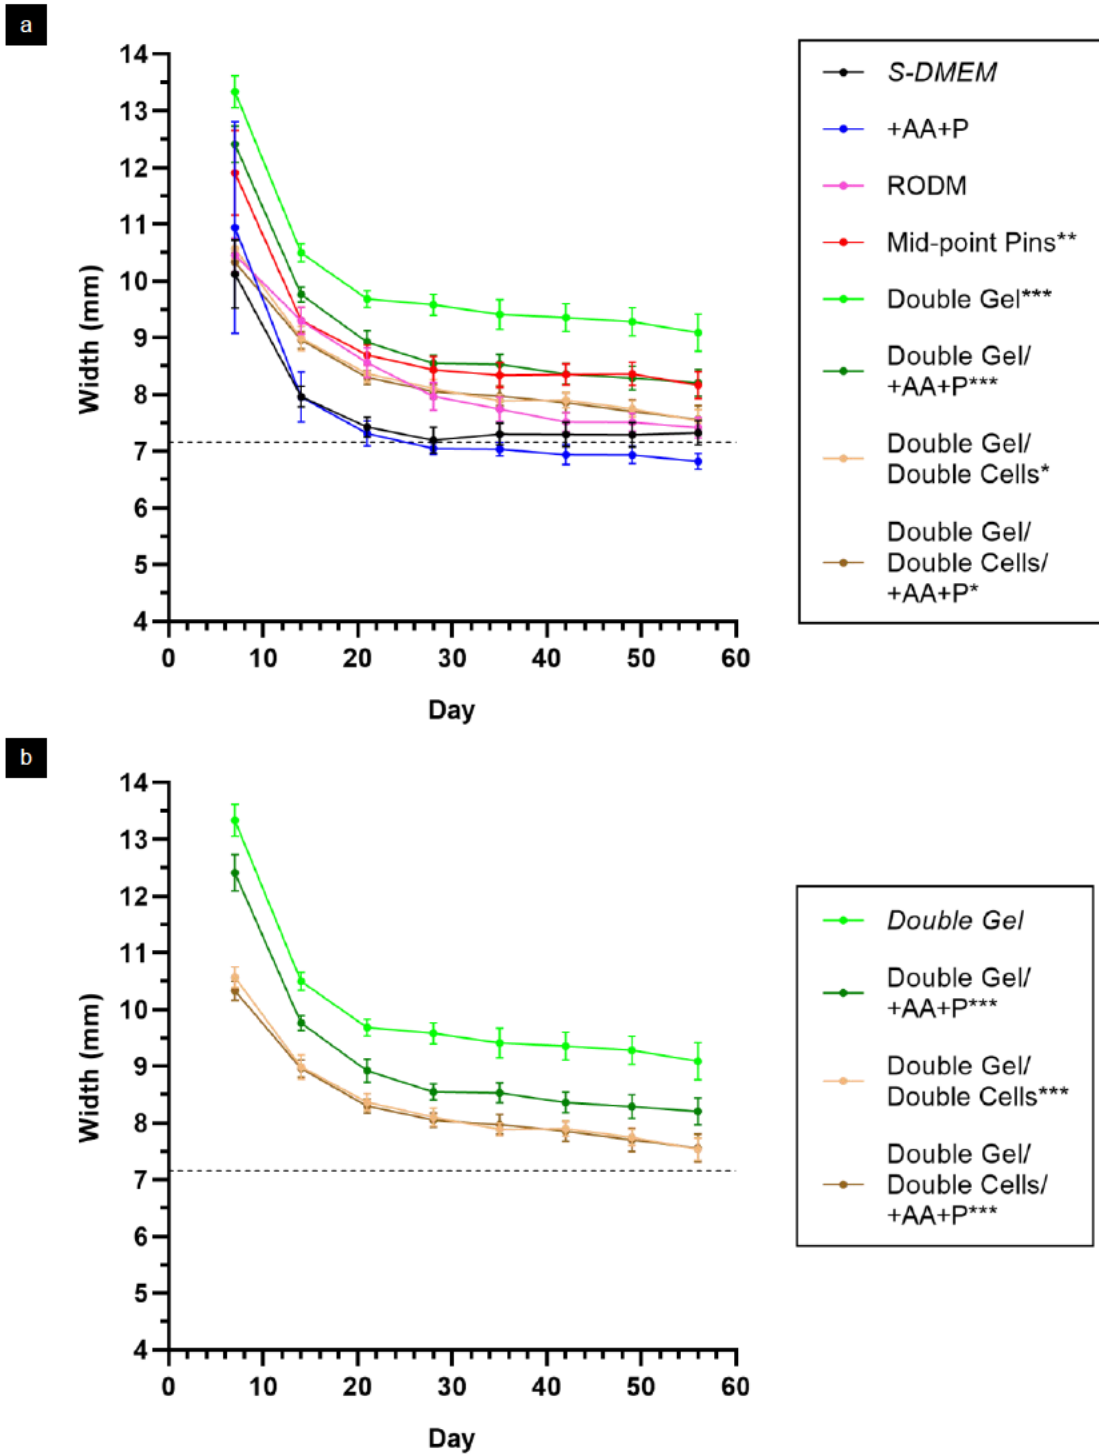 a
14
13
12
11
10
9
8
7
6
5
4
Width (mm)
0 10 20 30 40 50 60
Day
S-DMEM
+AA+P
RODM
Mid-point Pins**
Double Gel***
Double Gel/
+AA+P***
Double Gel/
Double Cells*
Double Gel/
Double Cells/
+AA+P*
b
14
13
12
11
10
9
8
7
6
5
4
Width (mm)
0 10 20 30 40 50 60
Day
Double Gel
Double Gel/
+AA+P***
Double Gel/
Double Cells***
Double Gel/
Double Cells/
+AA+P***